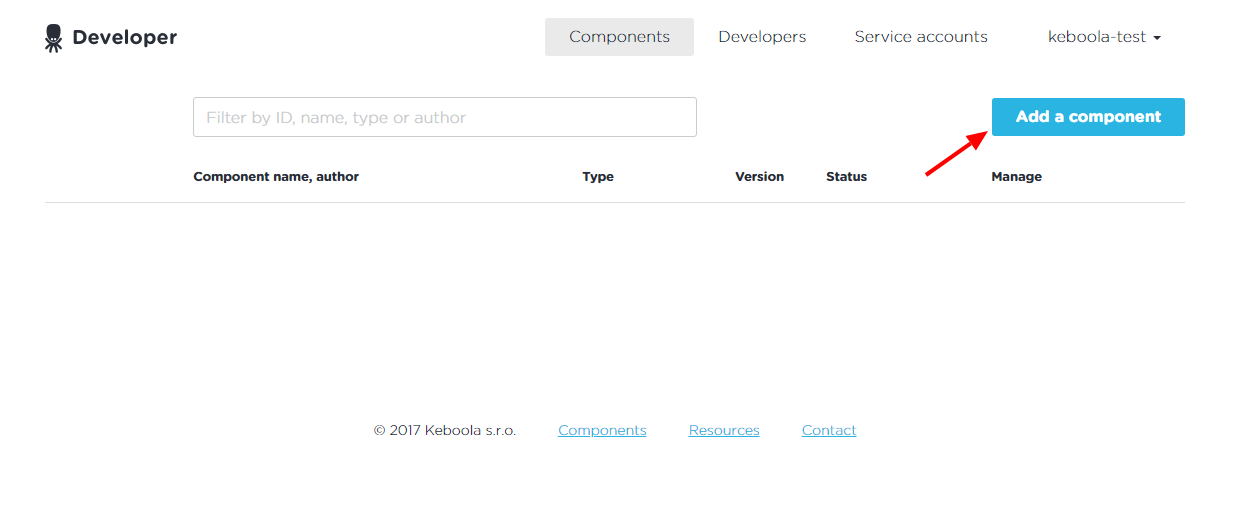 Developer Components Developers Service accounts keboola-test
Filter by ID, name, type or author Add a component
Component name, author Type Version Status Manage
© 2017 Keboola s.r.o. Components Resources Contact